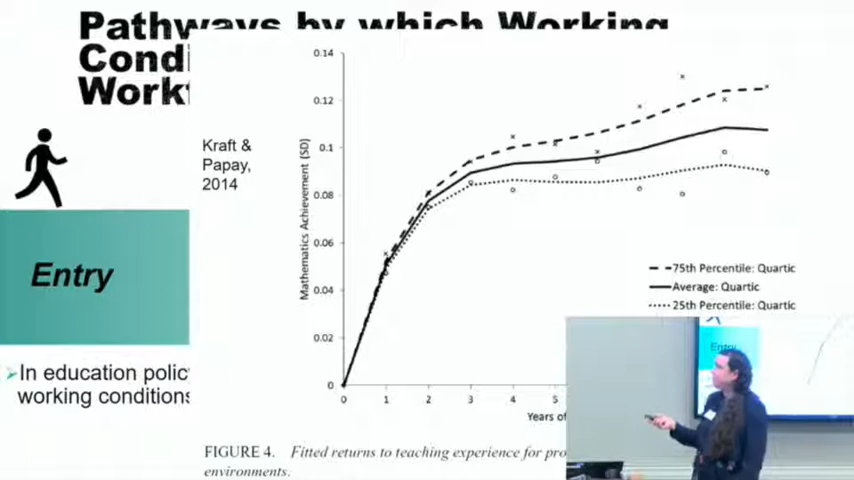 Pathways by which Working
Cond
Work
Entry
In education polic
working conditions
Kraft &
Papay,
2014
Mathematics Achievement (SD)
0.14
0.12
0.1
0.08
0.06
0.04
0.02
0
0 1 2 3 4 5
Years of
75th Percentile: Quartic
Average: Quartic
25th Percentile: Quartic
FIGURE 4. Fitted returns to teaching experience for pro
environments.
Entry